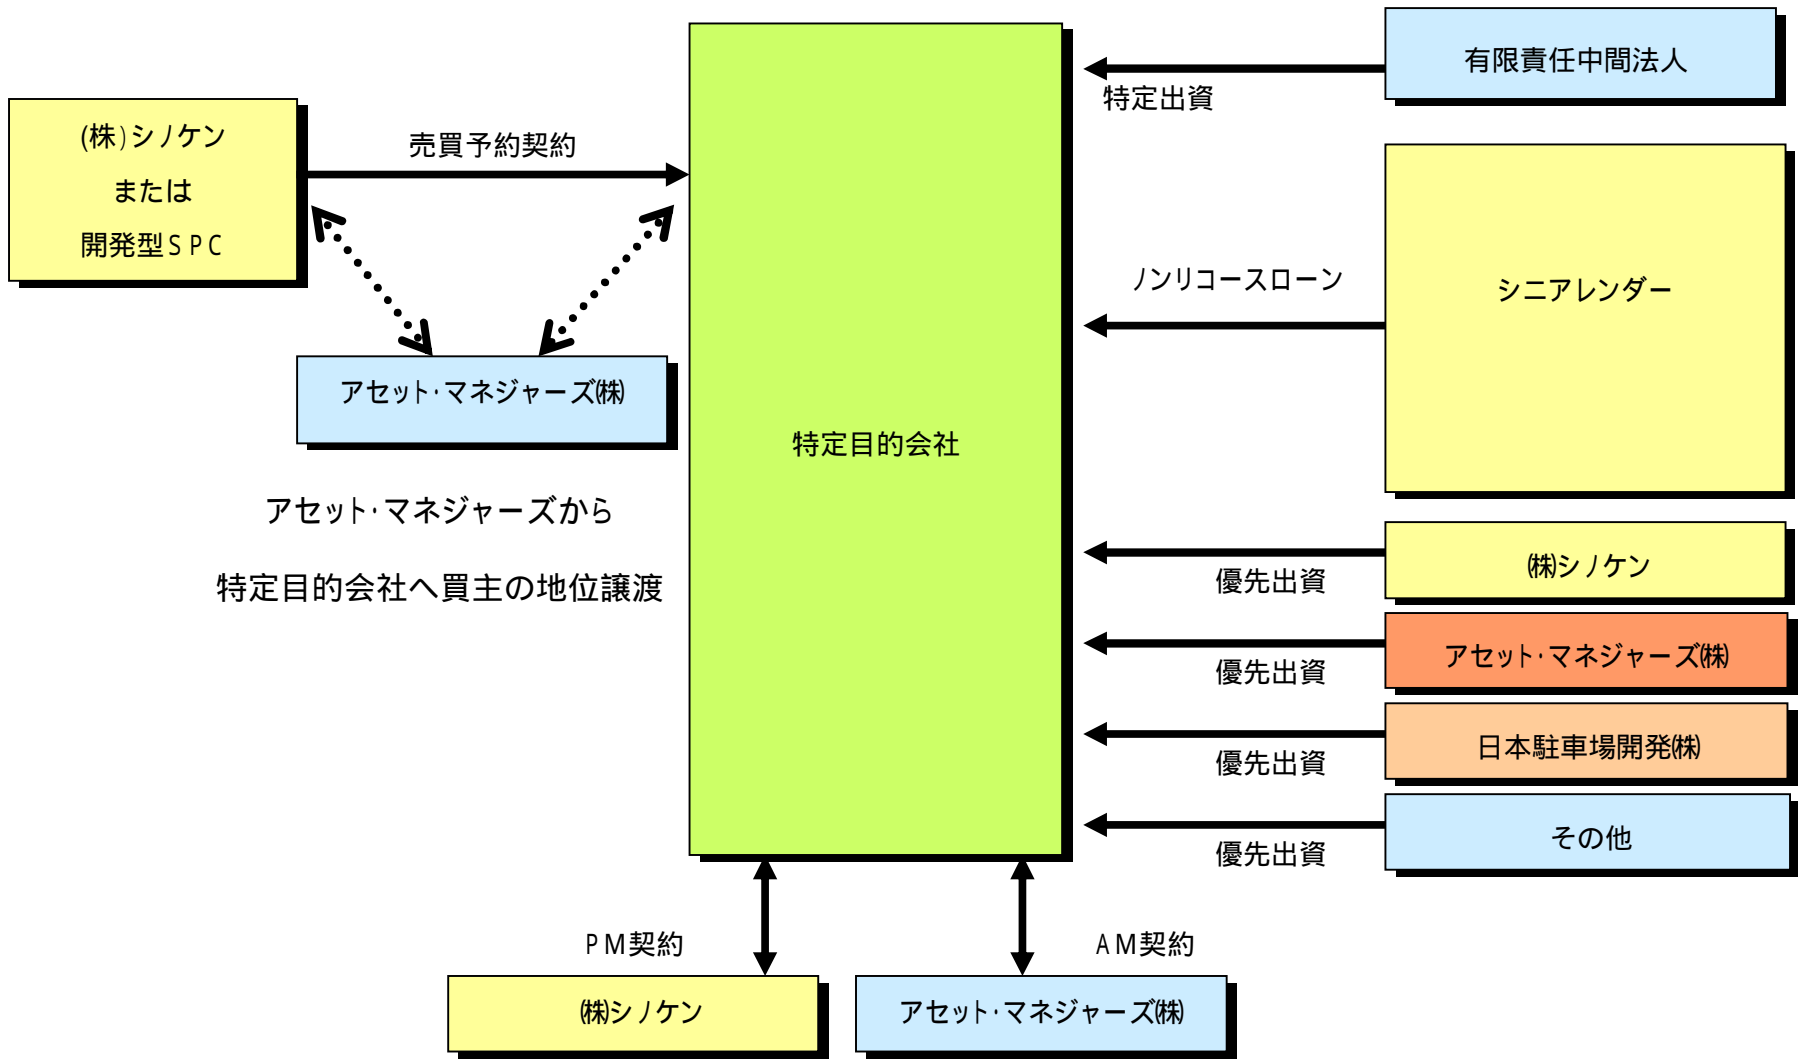 有限責任中間法人
特定出資
(株)シノケン
または
開発型SPC
売買予約契約
ノンリコースローン
シニアレンダー
アセット・マネジャーズ㈱
特定目的会社
アセット・マネジャーズから
特定目的会社へ買主の地位譲渡
㈱シノケン
優先出資
アセット・マネジャーズ㈱
優先出資
日本駐車場開発㈱
優先出資
その他
優先出資
PM契約
AM契約
㈱シノケン
アセット・マネジャーズ㈱